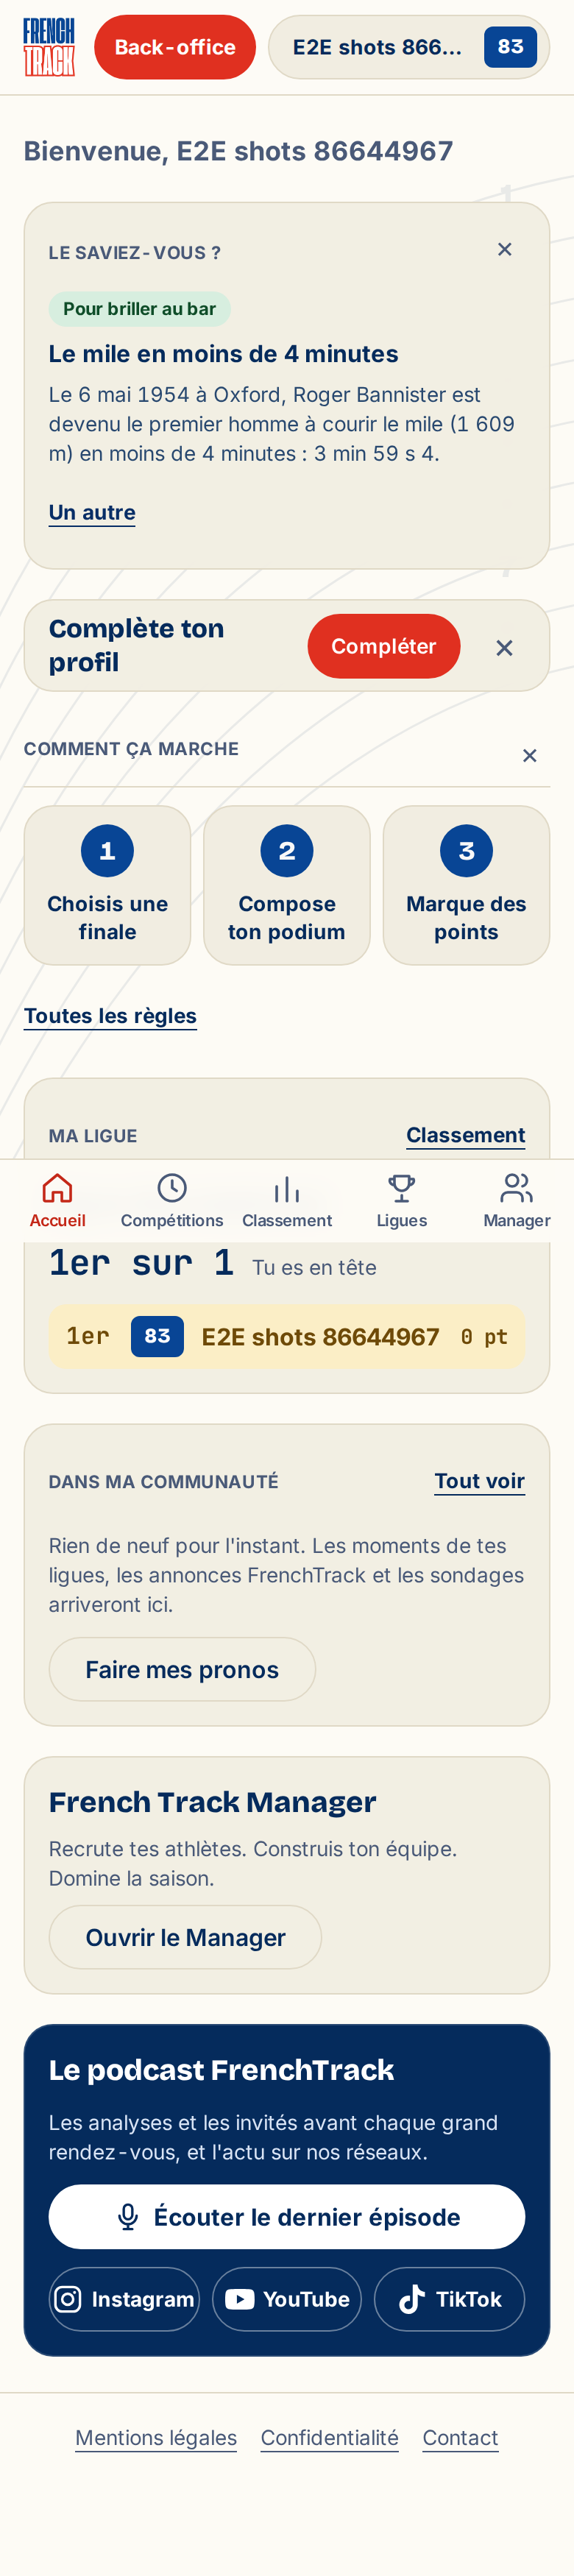 FRENCH
TRACK
Back-office
E2E shots 866...
83
Bienvenue, E2E shots 86644967
LE SAVIEZ-VOUS ?
Pour briller au bar
Le mile en moins de 4 minutes
Le 6 mai 1954 à Oxford, Roger Bannister est
devenu le premier homme à courir le mile (1 609
m) en moins de 4 minutes : 3 min 59 s 4.
Un autre
Complète ton
profil
Compléter
COMMENT ÇA MARCHE
1
Choisis une
finale
2
Compose
ton podium
3
Marque des
points
Toutes les règles
MA LIGUE
Classement
Accueil
Compétitions
Classement
Ligues
Manager
1er sur 1
Tu es en tête
1er
83
E2E shots 86644967
0 pt
DANS MA COMMUNAUTÉ
Tout voir
Rien de neuf pour l'instant. Les moments de tes
ligues, les annonces FrenchTrack et les sondages
arriveront ici.
Faire mes pronos
French Track Manager
Recrute tes athlètes. Construis ton équipe.
Domine la saison.
Ouvrir le Manager
Le podcast FrenchTrack
Les analyses et les invités avant chaque grand
rendez-vous, et l'actu sur nos réseaux.
Écouter le dernier épisode
Instagram
YouTube
TikTok
Mentions légales
Confidentialité
Contact